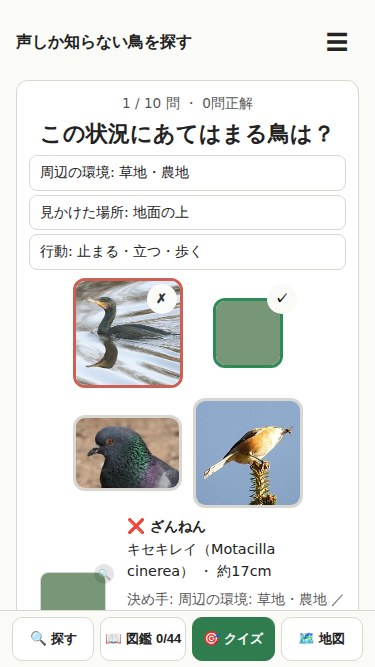 声しか知らない鳥を探す
☰
1 / 10 問 ・ 0問正解
この状況にあてはまる鳥は？
周辺の環境: 草地・農地
見かけた場所: 地面の上
行動: 止まる・立つ・歩く
✗
✓
❌ ざんねん
キセキレイ（Motacilla
cinerea） ・ 約17cm
決め手: 周辺の環境: 草地・農地 ／
🔍 探す
📖 図鑑 0/44
🎯 クイズ
🗺️ 地図